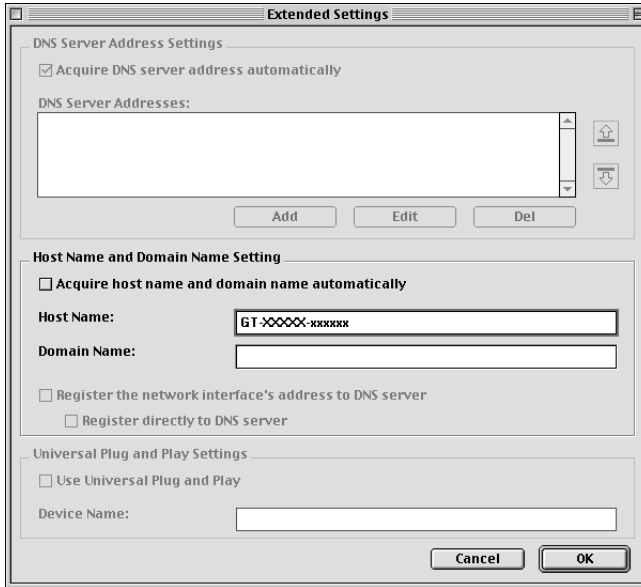 Extended Settings
DNS Server Address Settings
Acquire DNS server address automatically
DNS Server Addresses:
Add Edit Del
Host Name and Domain Name Setting
Acquire host name and domain name automatically
Host Name: GT-XXXXX-xxxxxx
Domain Name:
Register the network interface's address to DNS server
Register directly to DNS server
Universal Plug and Play Settings
Use Universal Plug and Play
Device Name:
Cancel OK